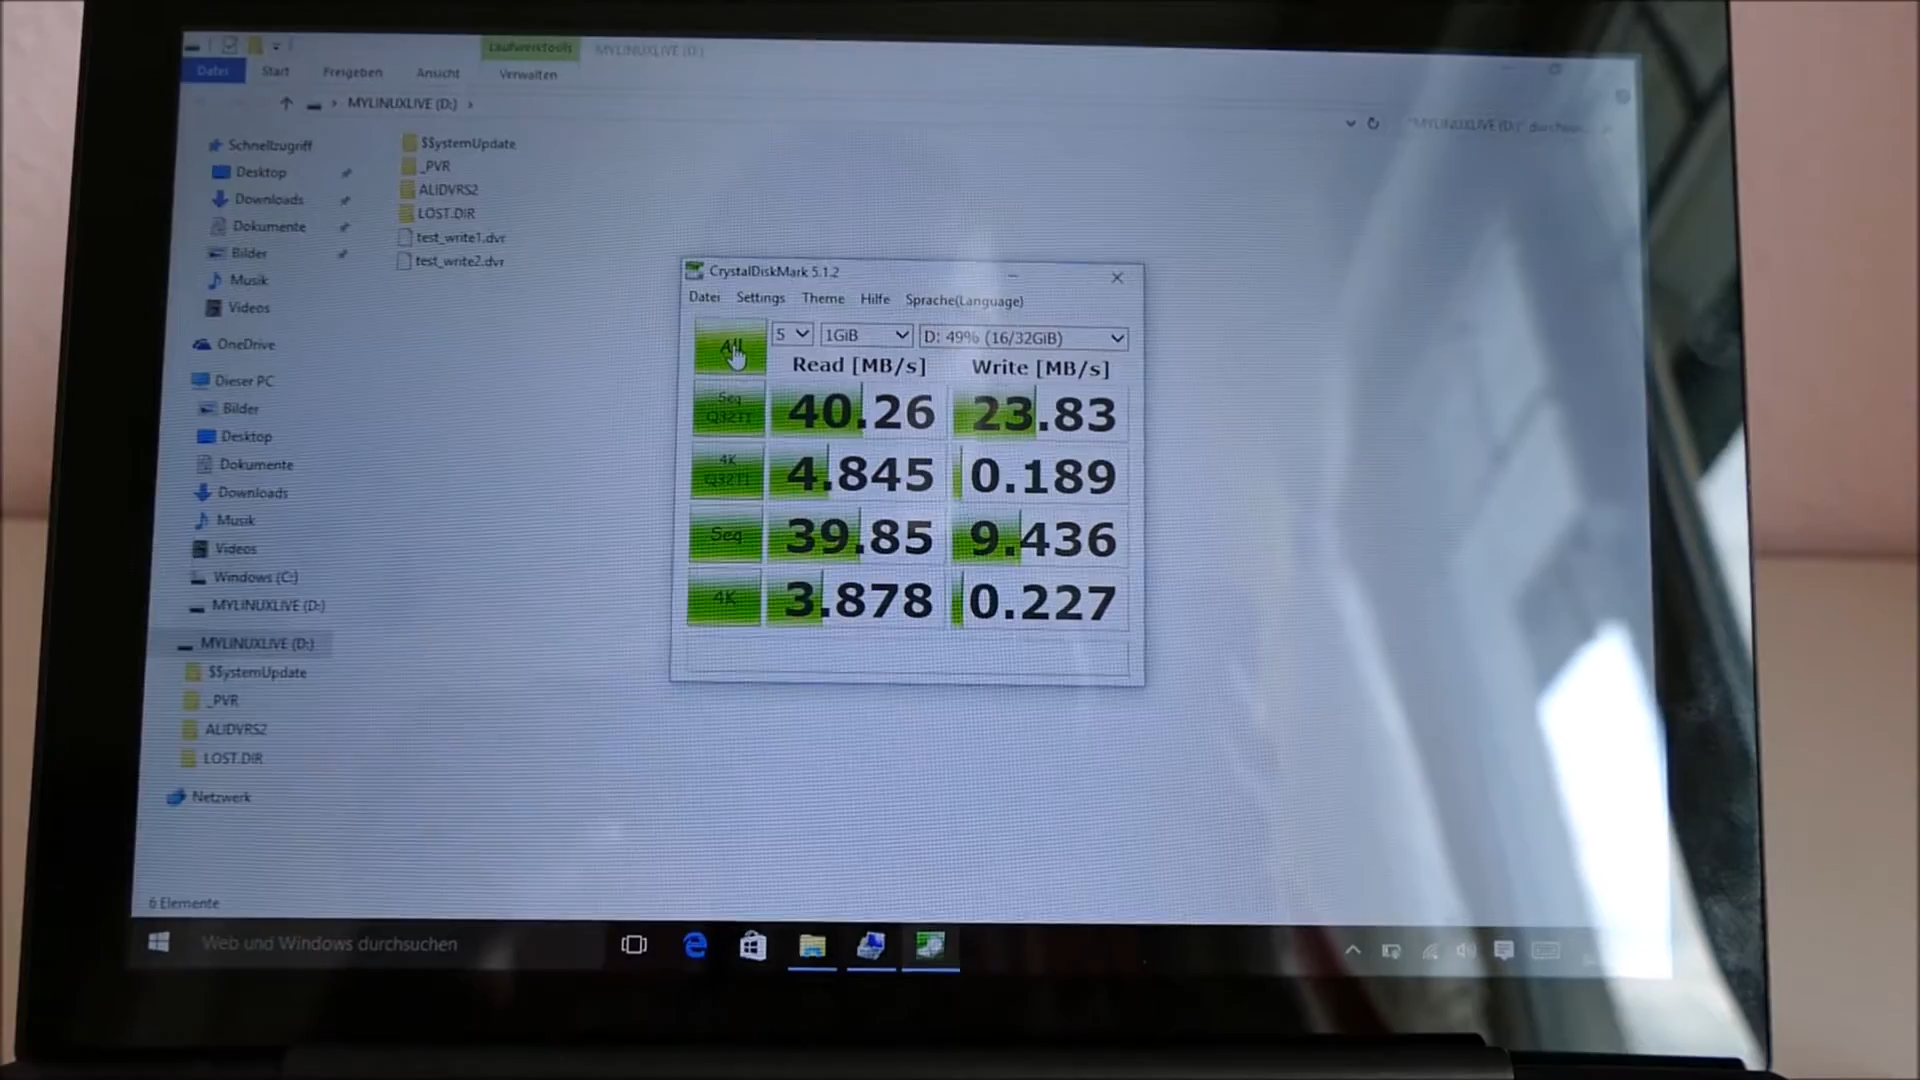 Laufwerktools MYLINUXLIVE (D:)
Datei Start Freigeben Ansicht Verwalten
MYLINUXLIVE (D:)
"MYLINUXLIVE (D:)"
Schnellzugriff
Desktop
Downloads
Dokumente
Bilder
Musik
Videos
OneDrive
Dieser PC
Bilder
Desktop
Dokumente
Downloads
Musik
Videos
Windows (C:)
MYLINUXLIVE (D:)
MYLINUXLIVE (D:)
$$ystemUpdate
_PVR
ALIDVRS2
LOST.DIR
Netzwerk
6 Elemente
$$ystemUpdate
_PVR
ALIDVRS2
LOST.DIR
test_write1.dvr
test_write2.dvr
CrystalDiskMark 5.1.2
Datei Settings Theme Hilfe Sprache(Language)
All 5 1GiB D: 49% (16/32GiB)
Read [MB/s] Write [MB/s]
Seq Q32T1 40.26 23.83
4K Q32T1 4.845 0.189
Seq 39.85 9.436
4K 3.878 0.227
Web und Windows durchsuchen